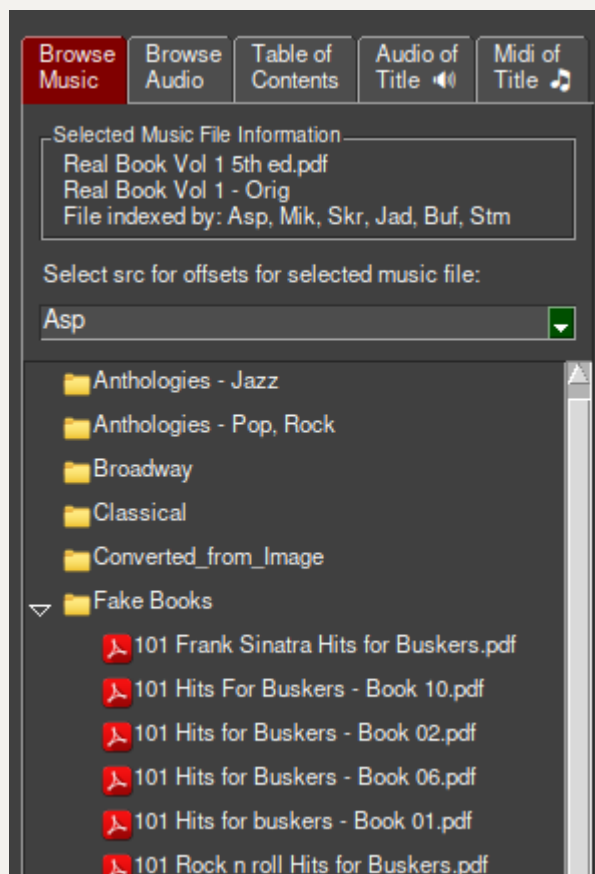 Browse Music
Browse Audio
Table of Contents
Audio of Title
Midi of Title
Selected Music File Information
Real Book Vol 1 5th ed.pdf
Real Book Vol 1 - Orig
File indexed by: Asp, Mik, Skr, Jad, Buf, Stm
Select src for offsets for selected music file:
Asp
Anthologies - Jazz
Anthologies - Pop, Rock
Broadway
Classical
Converted_from_Image
Fake Books
101 Frank Sinatra Hits for Buskers.pdf
101 Hits For Buskers - Book 10.pdf
101 Hits for Buskers - Book 02.pdf
101 Hits for Buskers - Book 06.pdf
101 Hits for buskers - Book 01.pdf
101 Rock n roll Hits for Buskers.pdf